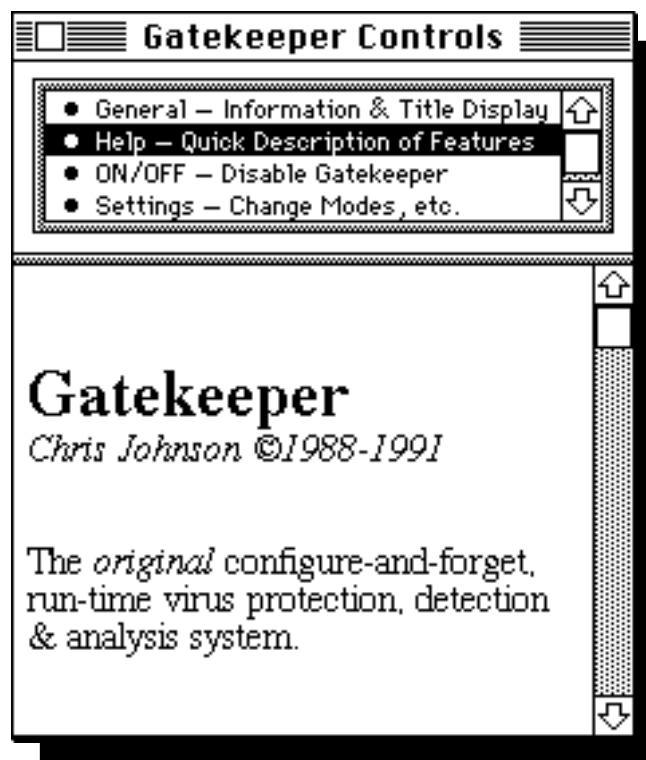 Gatekeeper Controls
• General – Information & Title Display
• Help – Quick Description of Features
• ON/OFF – Disable Gatekeeper
• Settings – Change Modes, etc.
Gatekeeper
Chris Johnson ©1988-1991
The original configure-and-forget,
run-time virus protection, detection
& analysis system.